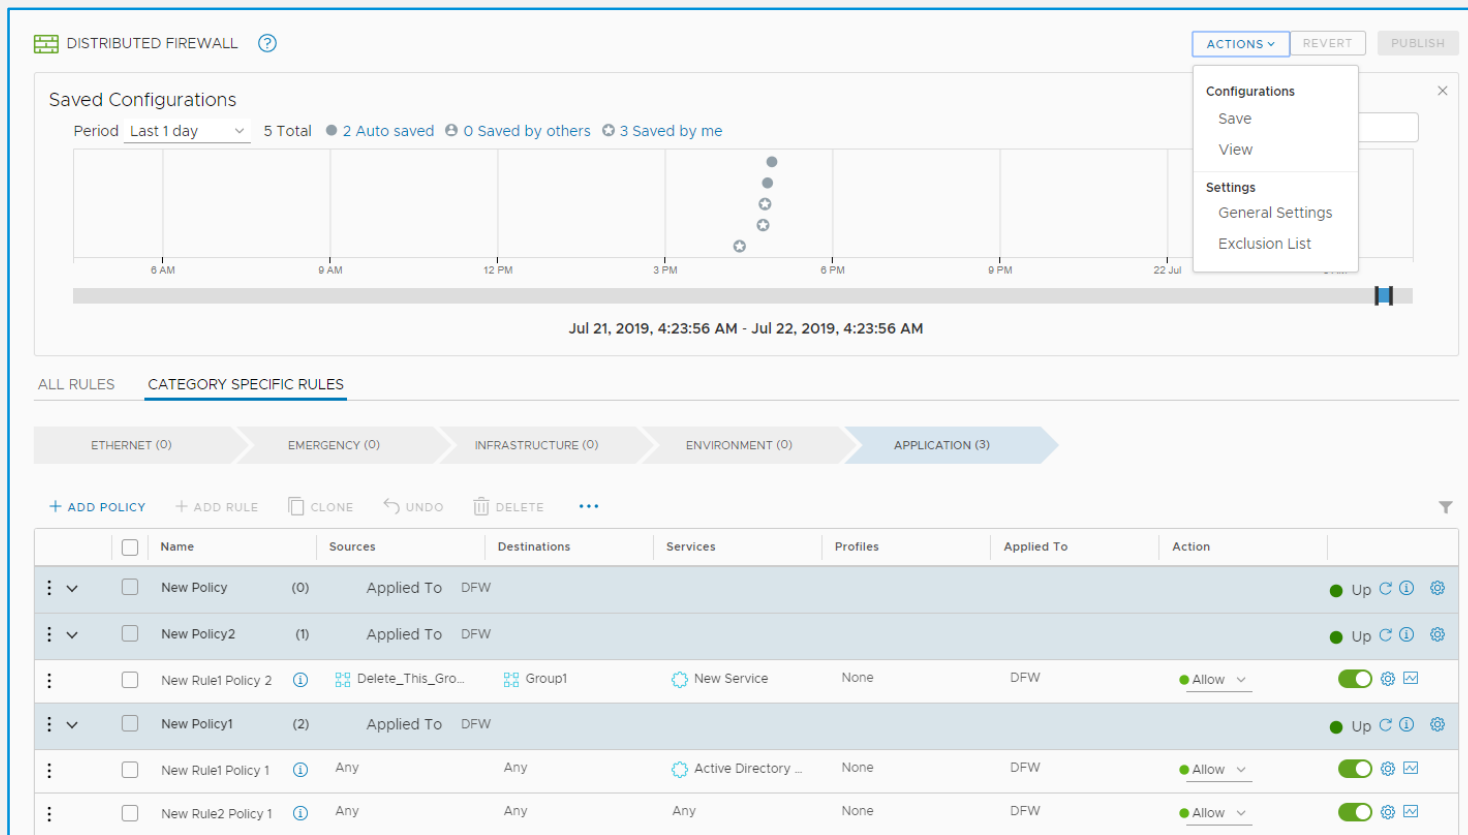 DISTRIBUTED FIREWALL ?
ACTIONS REVERT PUBLISH
Saved Configurations
Period Last 1 day 5 Total 2 Auto saved 0 Saved by others 3 Saved by me
Configurations
Save
View
Settings
General Settings
Exclusion List
6 AM 9 AM 12 PM 3 PM 6 PM 9 PM 22 Jul
Jul 21, 2019, 4:23:56 AM - Jul 22, 2019, 4:23:56 AM
ALL RULES CATEGORY SPECIFIC RULES
ETHERNET (0) EMERGENCY (0) INFRASTRUCTURE (0) ENVIRONMENT (0) APPLICATION (3)
+ ADD POLICY + ADD RULE CLONE UNDO DELETE ...
Name Sources Destinations Services Profiles Applied To Action
New Policy (0) Applied To DFW Up
New Policy2 (1) Applied To DFW Up
New Rule1 Policy 2 Delete_This_Gro... Group1 New Service None DFW Allow
New Policy1 (2) Applied To DFW Up
New Rule1 Policy 1 Any Any Active Directory ... None DFW Allow
New Rule2 Policy 1 Any Any Any None DFW Allow